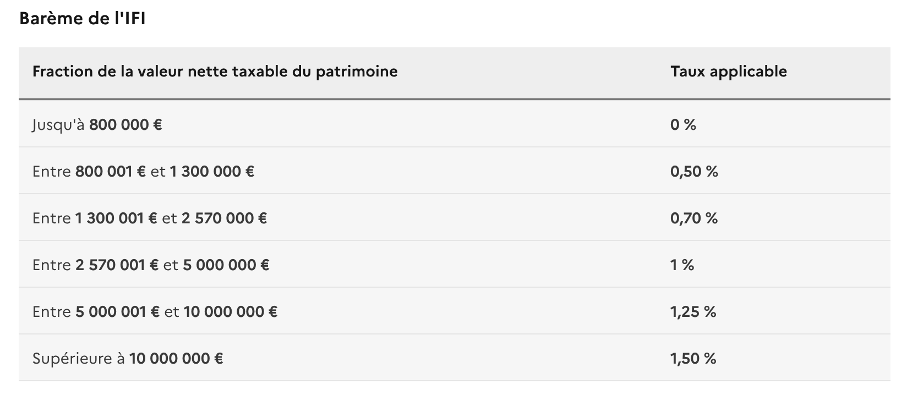 Barème de l'IFI
Fraction de la valeur nette taxable du patrimoine Taux applicable
Jusqu'à 800 000 € 0 %
Entre 800 001 € et 1 300 000 € 0,50 %
Entre 1 300 001 € et 2 570 000 € 0,70 %
Entre 2 570 001 € et 5 000 000 € 1 %
Entre 5 000 001 € et 10 000 000 € 1,25 %
Supérieure à 10 000 000 € 1,50 %